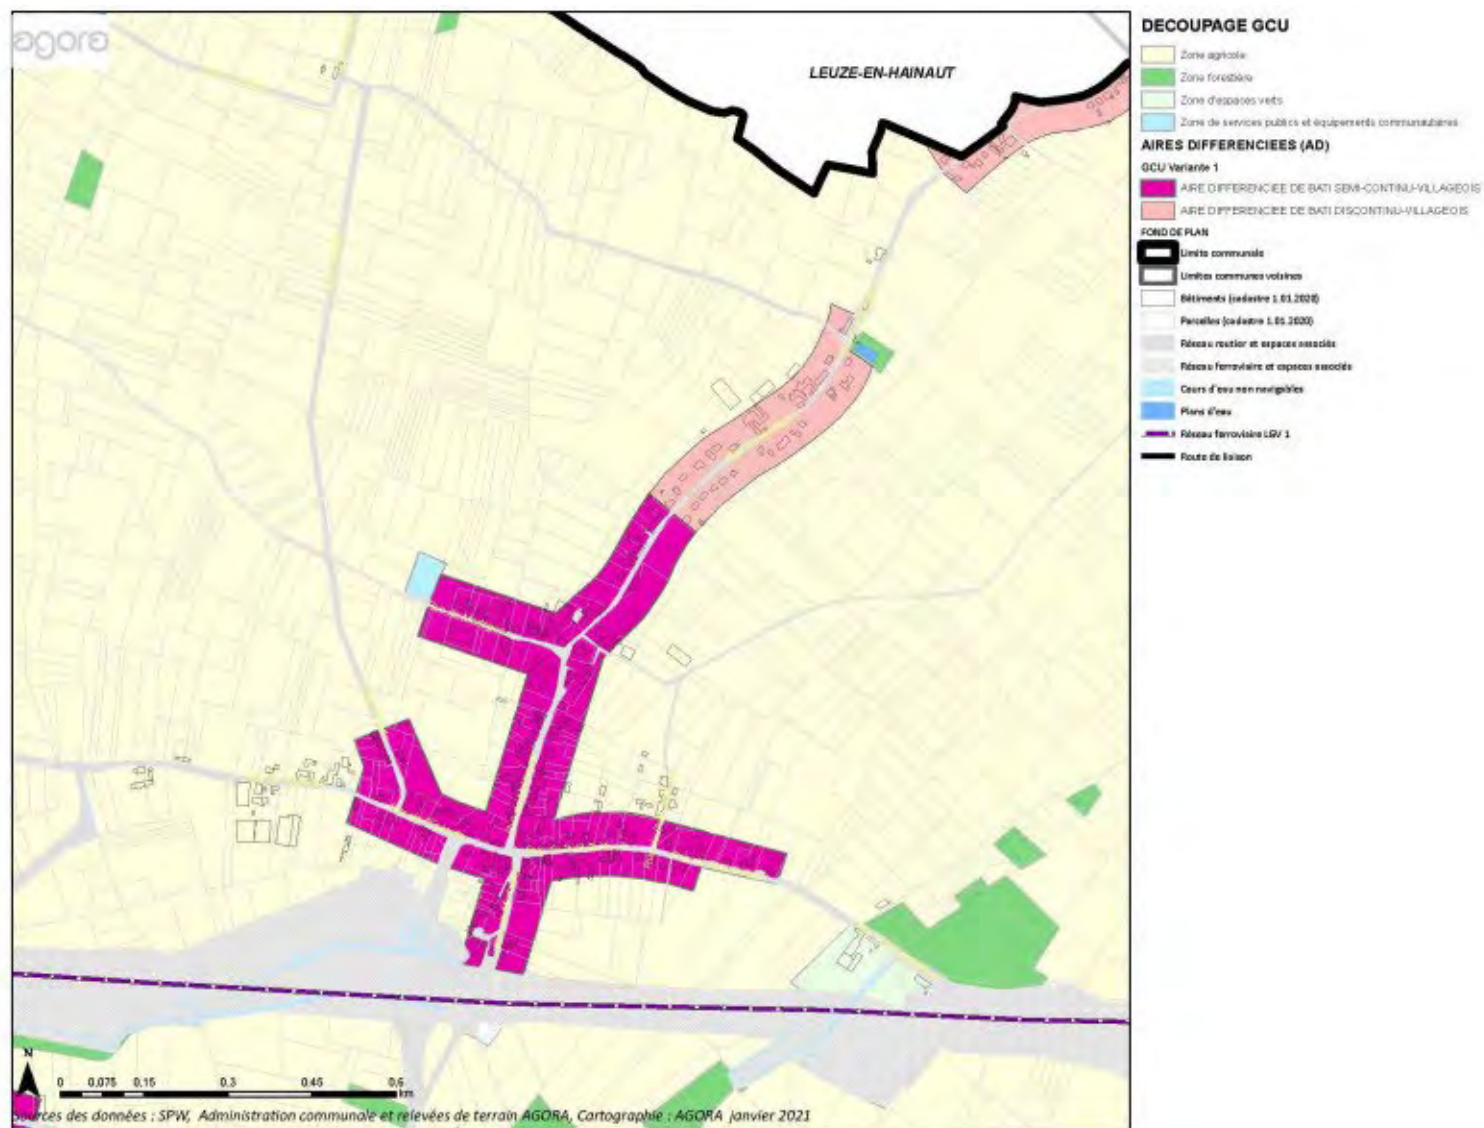 agora
LEUZE-EN-HAINAUT
DECOUPAGE GCU
Zone agricole
Zone forestière
Zone d'espaces verts
Zone de services publics et équipements communautaires
AIRES DIFFERENCIEES (AD)
GCU Variante 1
AIRE DIFFERENCIEE DE BATI SEMI-CONTINU-VILLAGEOIS
AIRE DIFFERENCIEE DE BATI DISCONTINU-VILLAGEOIS
FOND DE PLAN
Limite communale
Limites communes voisines
Bâtiments (cadastre 1.01.2020)
Parcelles (cadastre 1.01.2020)
Réseau routier et espaces associés
Réseau ferroviaire et espaces associés
Cours d'eau non navigables
Plans d'eau
Réseau ferroviaire LGV 1
Route de liaison
N
0 0,075 0,15 0,3 0,45 0,6
km
Sources des données : SPW, Administration communale et relevées de terrain AGORA, Cartographie : AGORA janvier 2021